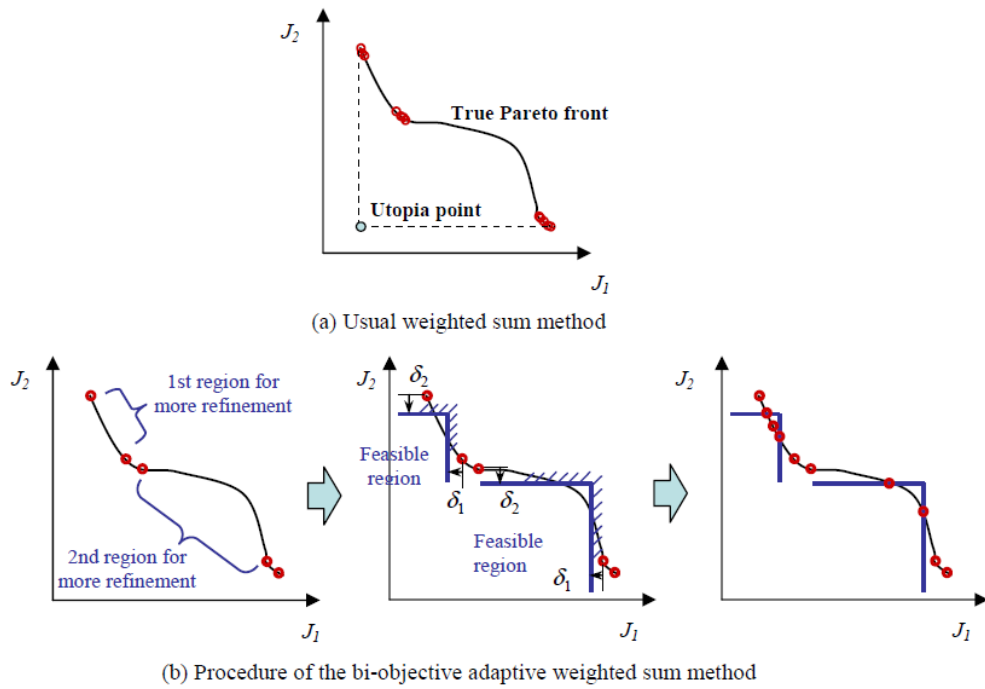 J₂
True Pareto front
Utopia point
J₁
(a) Usual weighted sum method
J₂
1st region for
more refinement
2nd region for
more refinement
J₁
J₂
δ₂
Feasible
region
δ₁
δ₂
Feasible
region
δ₁
J₁
J₂
J₁
(b) Procedure of the bi-objective adaptive weighted sum method